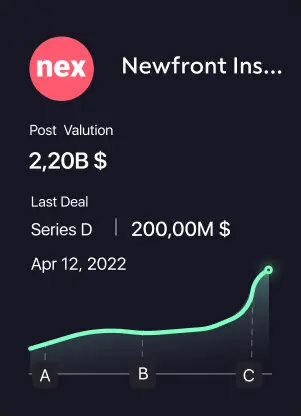 nex
Newfront Ins...
Post Valution
2,20B $
Last Deal
Series D | 200,00M $
Apr 12, 2022
A B C